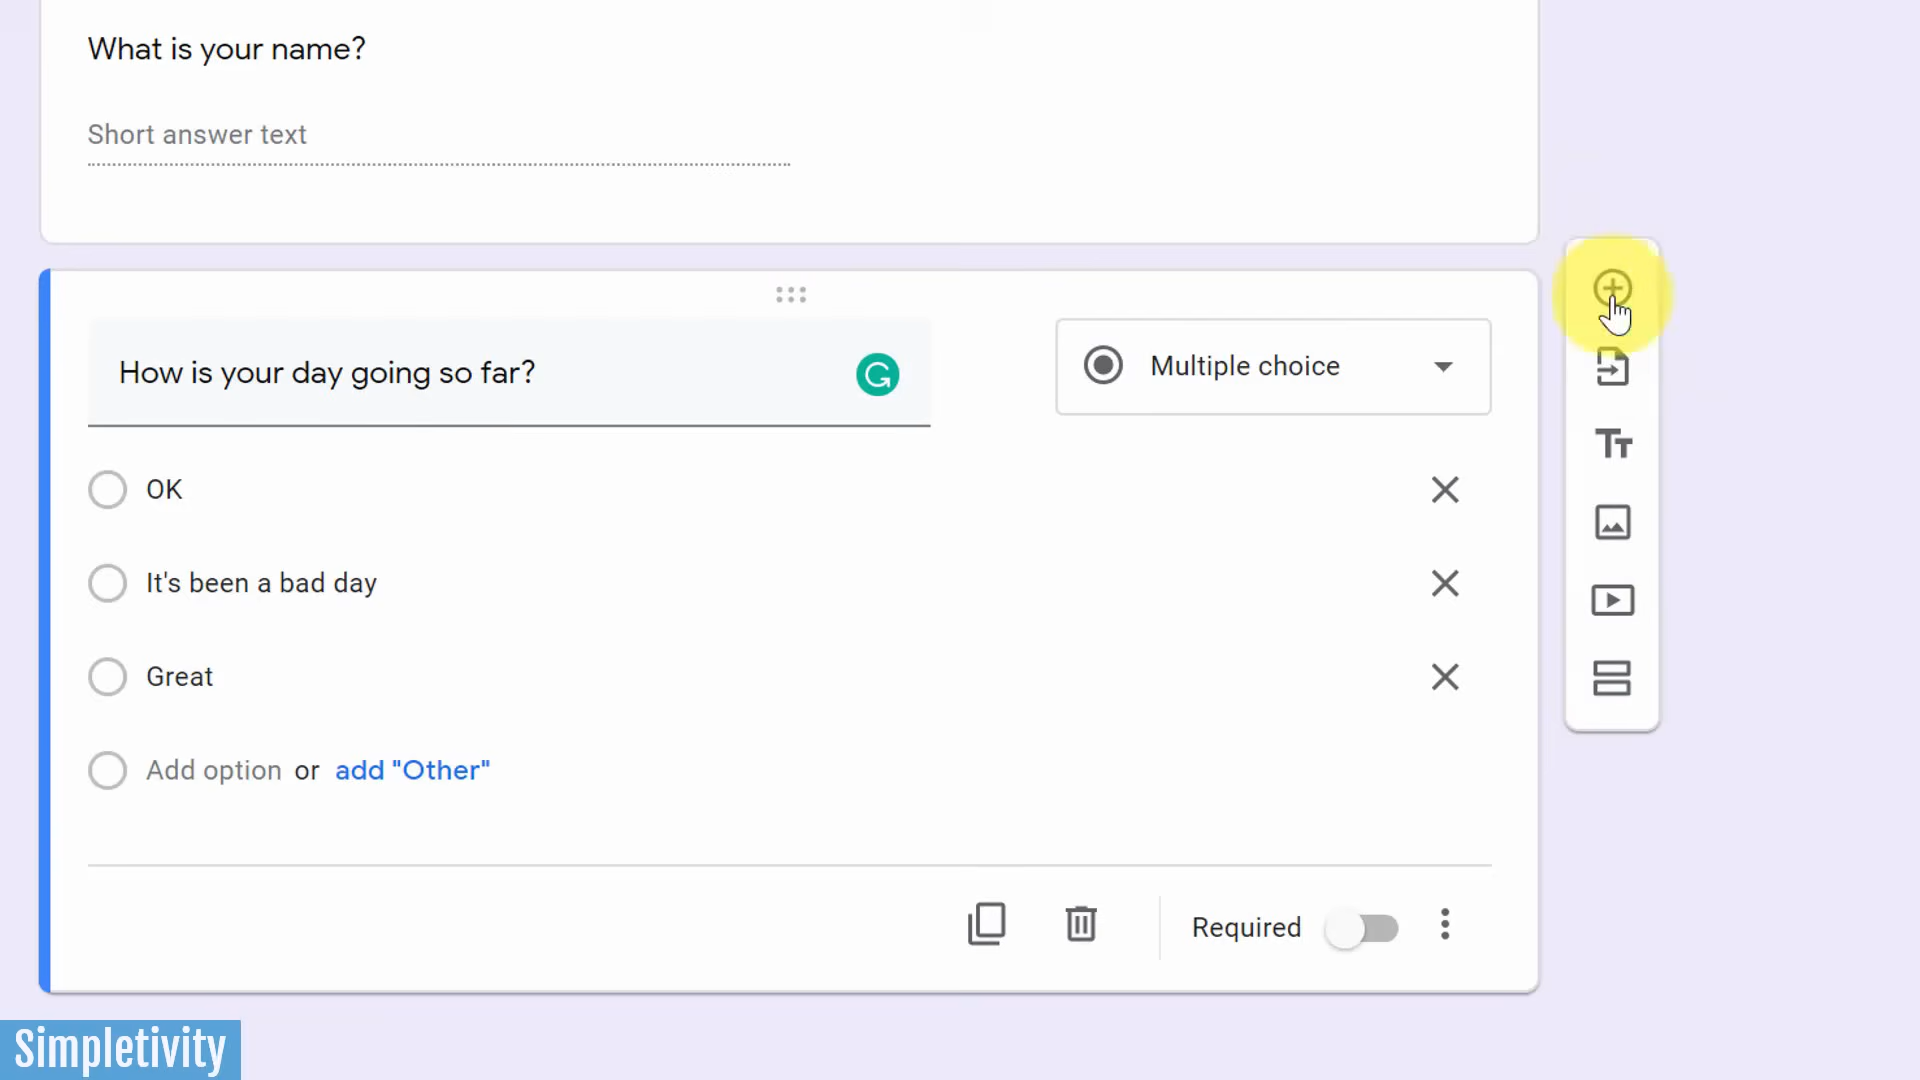 What is your name?
Short answer text
How is your day going so far?
Multiple choice
OK
It's been a bad day
Great
Add option or add "Other"
Required
Simpletivity